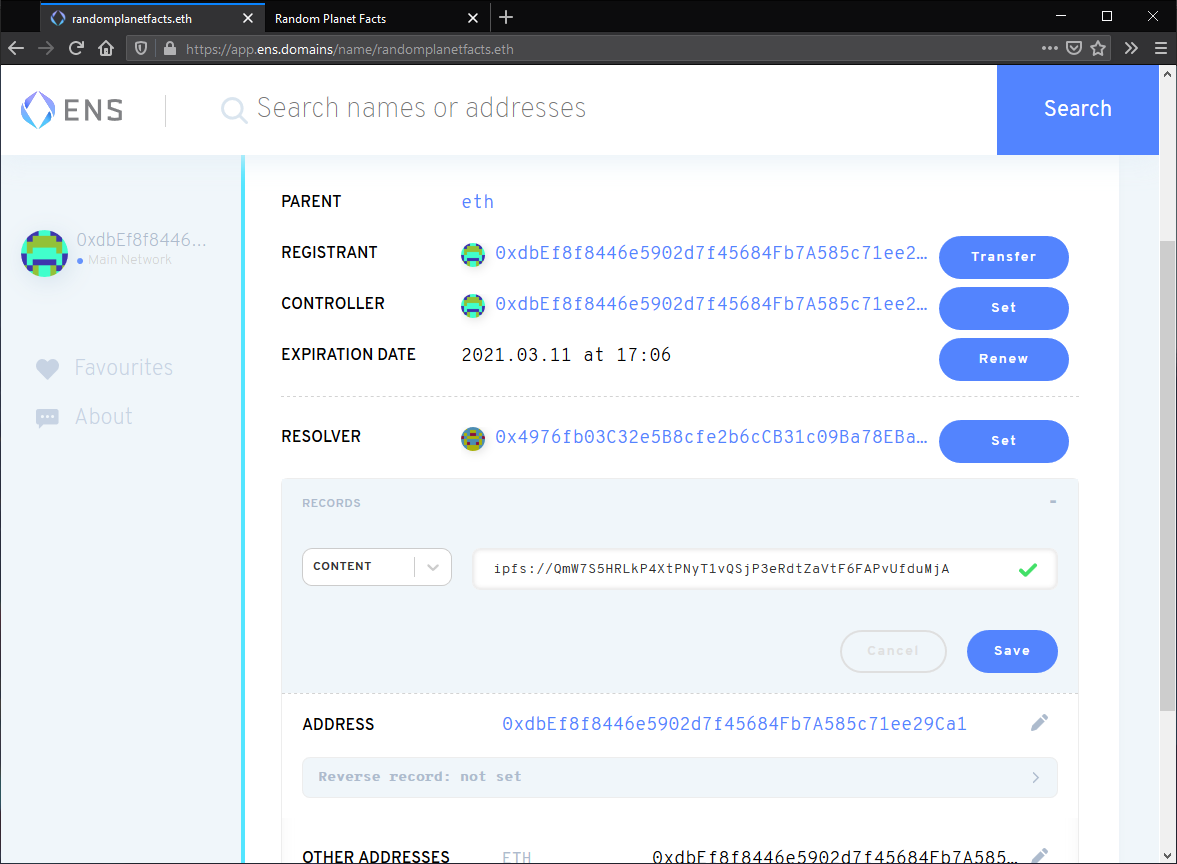 randomplanetfacts.eth
Random Planet Facts
https://app.ens.domains/name/randomplanetfacts.eth
ENS
Search names or addresses
Search
0xdbEf8f8446...
Main Network
Favourites
About
PARENT eth
REGISTRANT 0xdbEf8f8446e5902d7f45684Fb7A585c71ee2… Transfer
CONTROLLER 0xdbEf8f8446e5902d7f45684Fb7A585c71ee2… Set
EXPIRATION DATE 2021.03.11 at 17:06 Renew
RESOLVER 0x4976fb03C32e5B8cfe2b6cCB31c09Ba78EBa… Set
RECORDS -
CONTENT ipfs://QmW7S5HRLkP4XtPNyT1vQSjP3eRdtZaVtF6FAPvUfduMjA
Cancel Save
ADDRESS 0xdbEf8f8446e5902d7f45684Fb7A585c71ee29Ca1
Reverse record: not set
OTHER ADDRESSES ETH 0xdbEf8f8446e5902d7f45684Fb7A585…